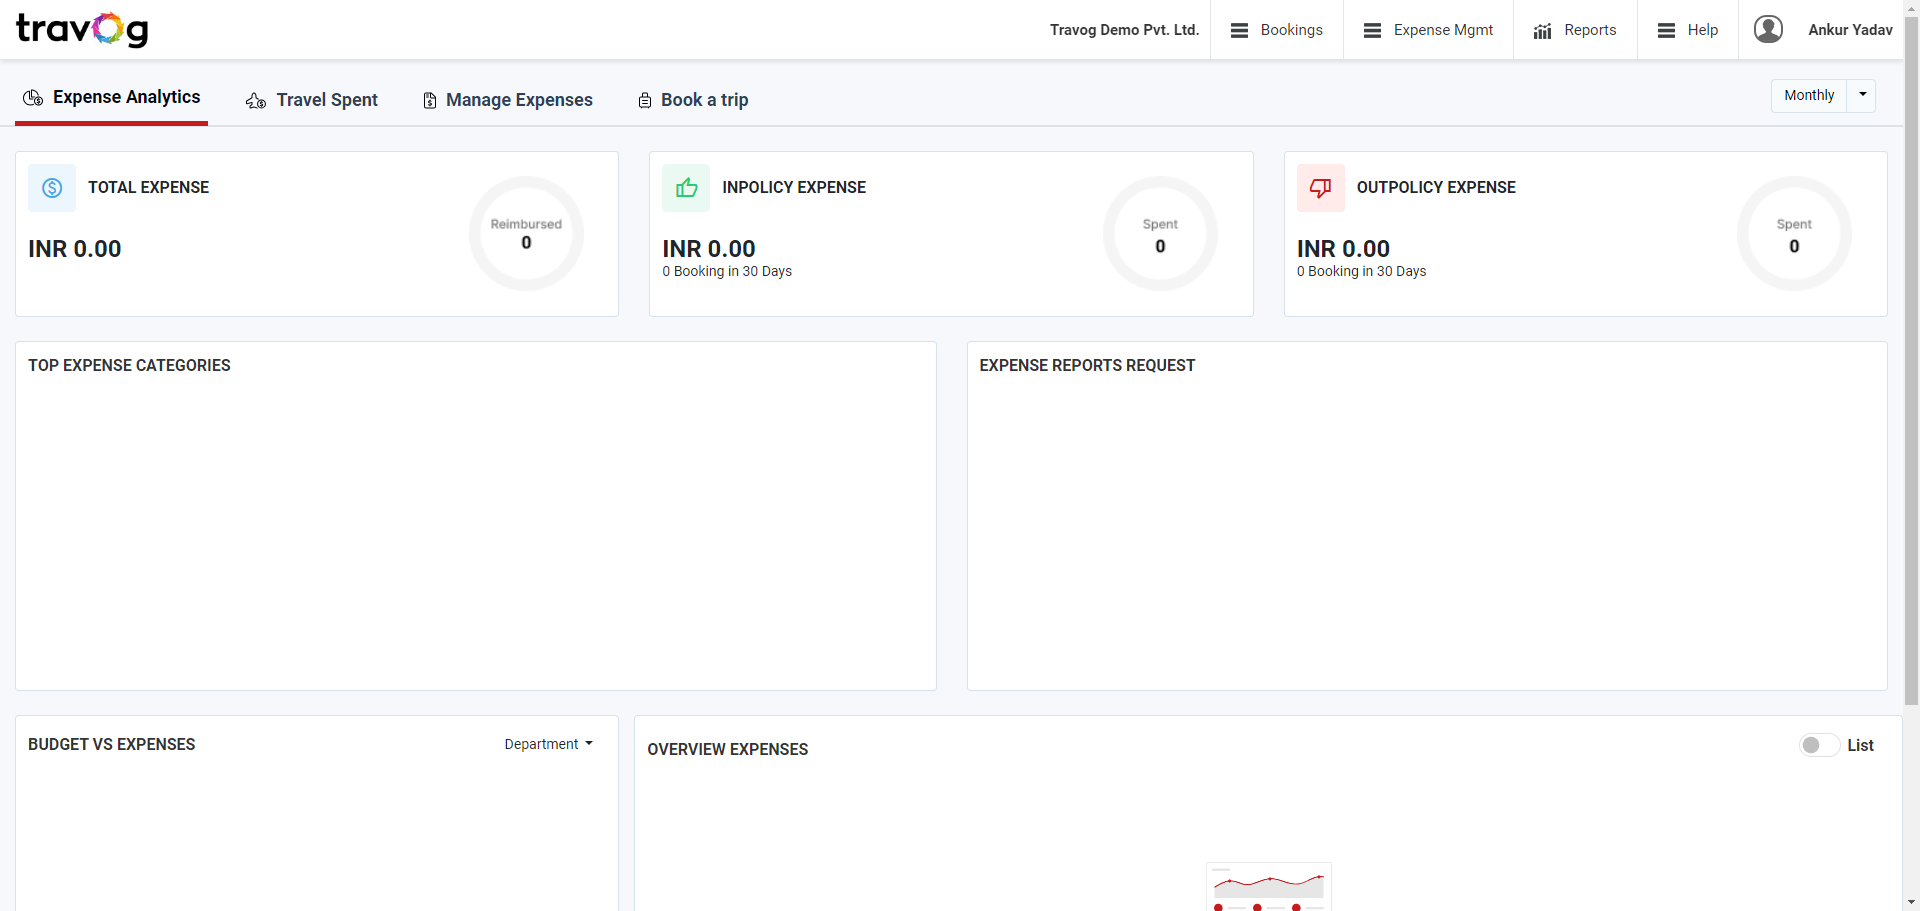 travog
Travog Demo Pvt. Ltd.
Bookings
Expense Mgmt
Reports
Help
Ankur Yadav
Expense Analytics
Travel Spent
Manage Expenses
Book a trip
Monthly
TOTAL EXPENSE
INR 0.00
Reimbursed
0
INPOLICY EXPENSE
INR 0.00
0 Booking in 30 Days
Spent
0
OUTPOLICY EXPENSE
INR 0.00
0 Booking in 30 Days
Spent
0
TOP EXPENSE CATEGORIES
EXPENSE REPORTS REQUEST
BUDGET VS EXPENSES
Department
OVERVIEW EXPENSES
List